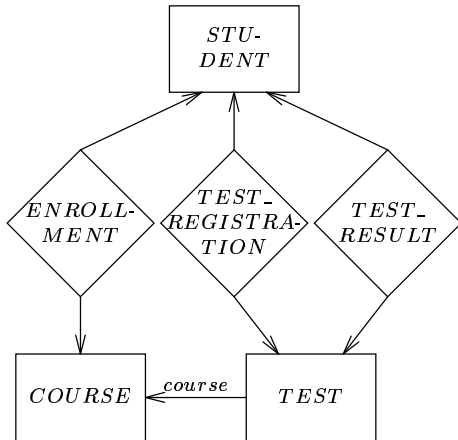 STU-
DENT
ENROLL-
MENT
TEST_
REGISTRA-
TION
TEST_
RESULT
course
COURSE
TEST